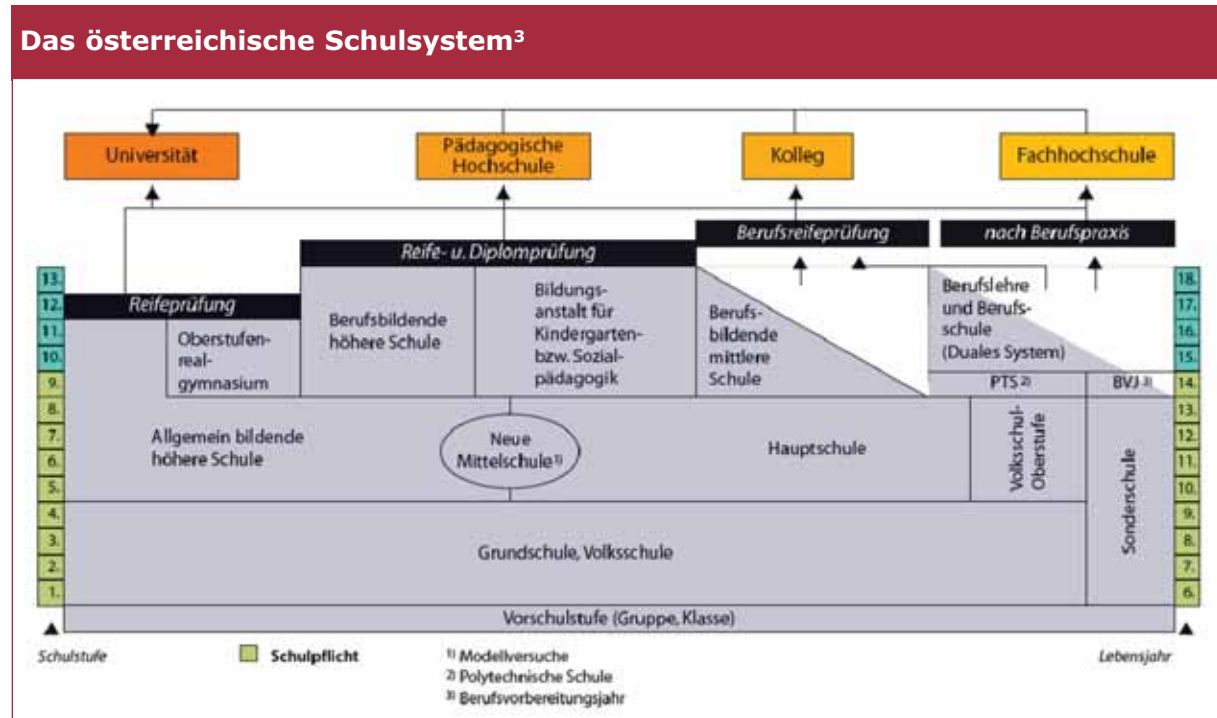 Das österreichische Schulsystem³
Universität
Pädagogische
Hochschule
Kolleg
Fachhochschule
Reifeprüfung
Reife- u. Diplomprüfung
Berufsreifeprüfung
nach Berufspraxis
13.
12.
11.
10.
9.
8.
7.
6.
5.
4.
3.
2.
1.
Oberstufen-
real-
gymnasium
Berufsbildende
höhere Schule
Bildungs-
anstalt für
Kindergarten-
bzw. Sozial-
pädagogik
Berufs-
bildende
mittlere
Schule
Berufslehre
und Berufs-
schule
(Duales System)
PTS ²⁾
BVJ ³⁾
Allgemein bildende
höhere Schule
Neue
Mittelschule¹⁾
Hauptschule
Volksschul-
Oberstufe
Sonderschule
Grundschule, Volksschule
Vorschulstufe (Gruppe, Klasse)
18.
17.
16.
15.
14.
13.
12.
11.
10.
9.
8.
7.
6.
Schulstufe
Schulpflicht
¹⁾ Modellversuche
²⁾ Polytechnische Schule
³⁾ Berufsvorbereitungsjahr
Lebensjahr